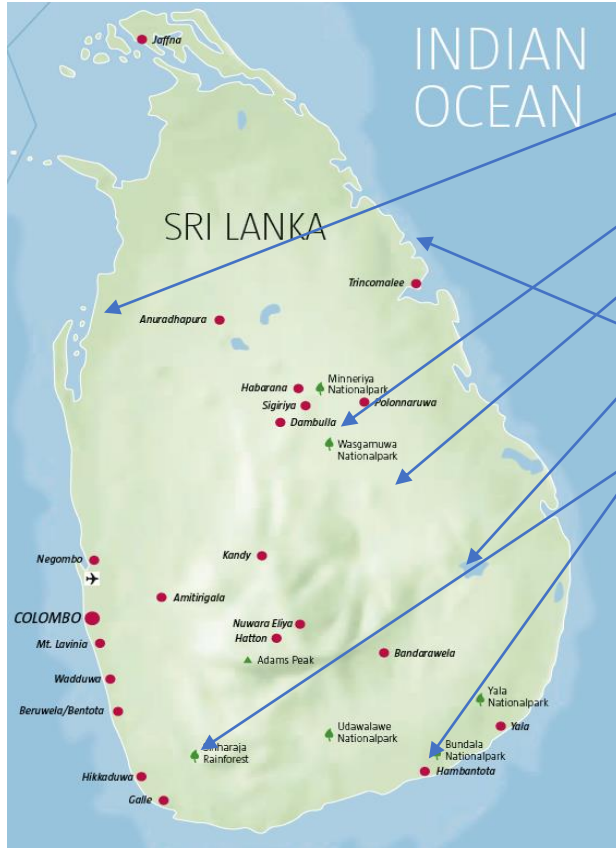 Jaffna
INDIAN
OCEAN
SRI LANKA
Trincomalee
Anuradhapura
Habarana
Minneriya
Nationalpark
Sigiriya
Polonnaruwa
Dambulla
Wasgamuwa
Nationalpark
Negombo
Kandy
Amitirigala
COLOMBO
Nuwara Eliya
Hatton
Mt. Lavinia
Adams Peak
Bandarawela
Wadduwa
Yala
Nationalpark
Beruwela/Bentota
Yala
Udawalawe
Nationalpark
Sinharaja
Rainforest
Bundala
Nationalpark
Hikkaduwa
Hambantota
Galle